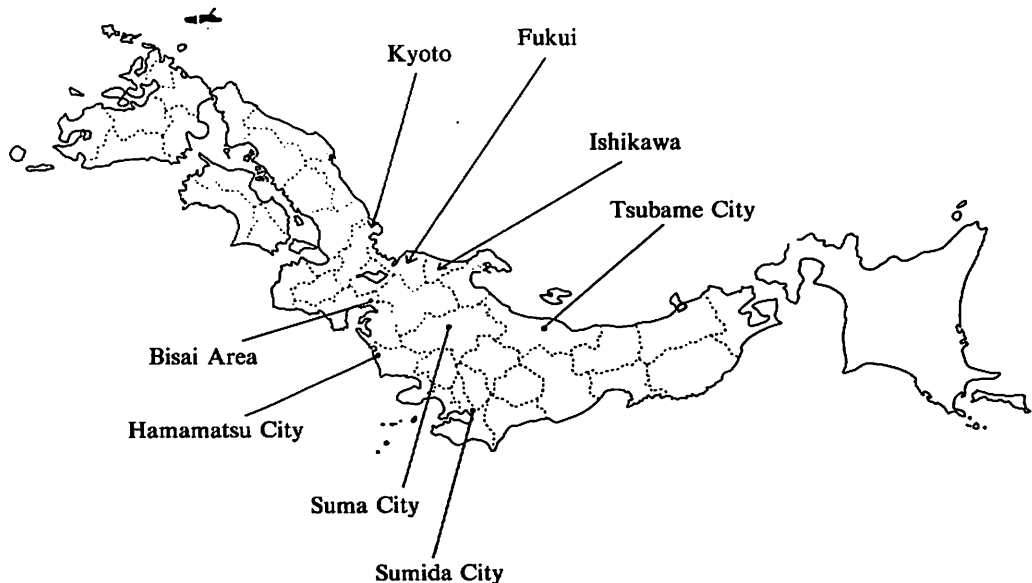 Kyoto
Fukui
Ishikawa
Tsubame City
Bisai Area
Hamamatsu City
Suma City
Sumida City